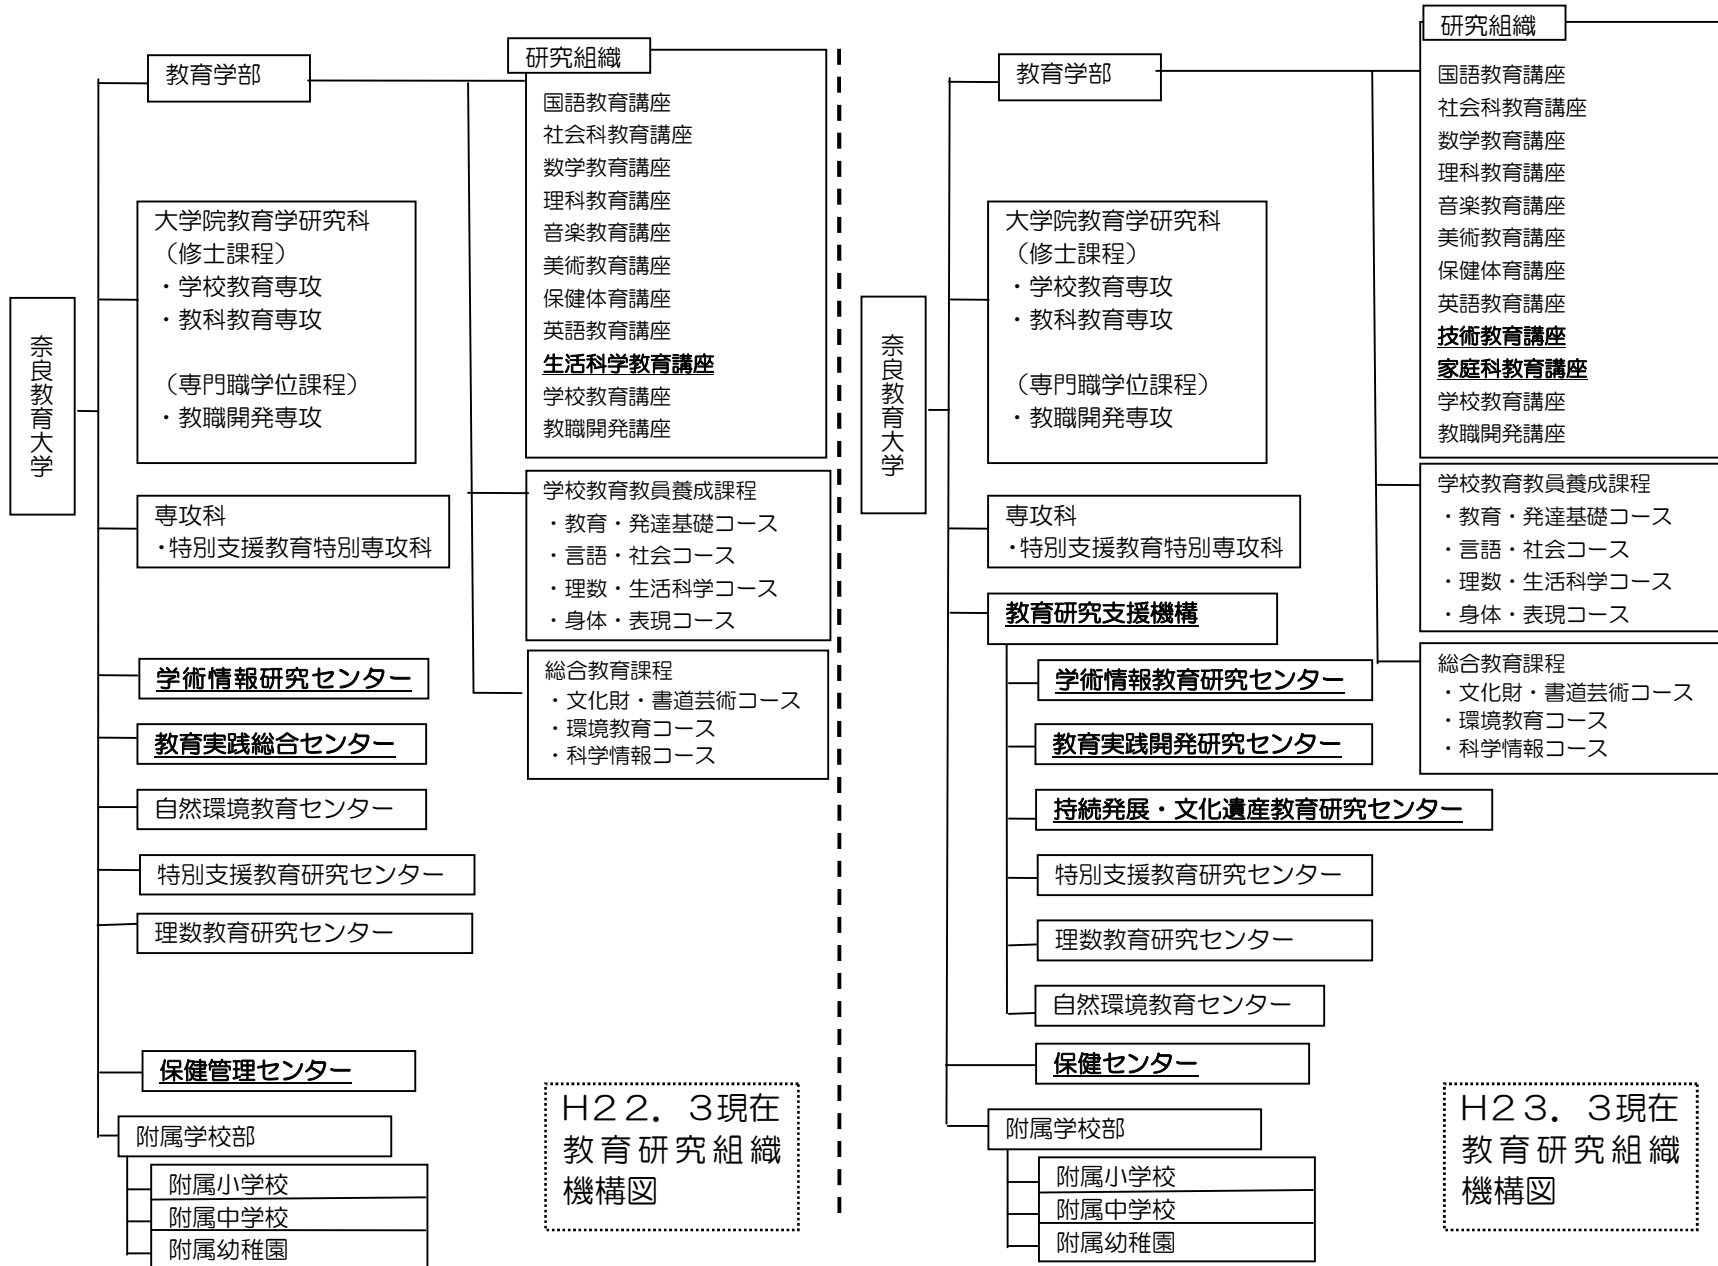 奈良教育大学
教育学部
大学院教育学研究科
（修士課程）
・学校教育専攻
・教科教育専攻
（専門職学位課程）
・教職開発専攻
専攻科
・特別支援教育特別専攻科
学術情報研究センター
教育実践総合センター
自然環境教育センター
特別支援教育研究センター
理数教育研究センター
保健管理センター
附属学校部
附属小学校
附属中学校
附属幼稚園
研究組織
国語教育講座
社会科教育講座
数学教育講座
理科教育講座
音楽教育講座
美術教育講座
保健体育講座
英語教育講座
生活科学教育講座
学校教育講座
教職開発講座
学校教育教員養成課程
・教育・発達基礎コース
・言語・社会コース
・理数・生活科学コース
・身体・表現コース
総合教育課程
・文化財・書道芸術コース
・環境教育コース
・科学情報コース
H２２．３現在
教育研究組織
機構図
奈良教育大学
教育学部
大学院教育学研究科
（修士課程）
・学校教育専攻
・教科教育専攻
（専門職学位課程）
・教職開発専攻
専攻科
・特別支援教育特別専攻科
教育研究支援機構
学術情報教育研究センター
教育実践開発研究センター
持続発展・文化遺産教育研究センター
特別支援教育研究センター
理数教育研究センター
自然環境教育センター
保健センター
附属学校部
附属小学校
附属中学校
附属幼稚園
研究組織
国語教育講座
社会科教育講座
数学教育講座
理科教育講座
音楽教育講座
美術教育講座
保健体育講座
英語教育講座
技術教育講座
家庭科教育講座
学校教育講座
教職開発講座
学校教育教員養成課程
・教育・発達基礎コース
・言語・社会コース
・理数・生活科学コース
・身体・表現コース
総合教育課程
・文化財・書道芸術コース
・環境教育コース
・科学情報コース
H２３．３現在
教育研究組織
機構図